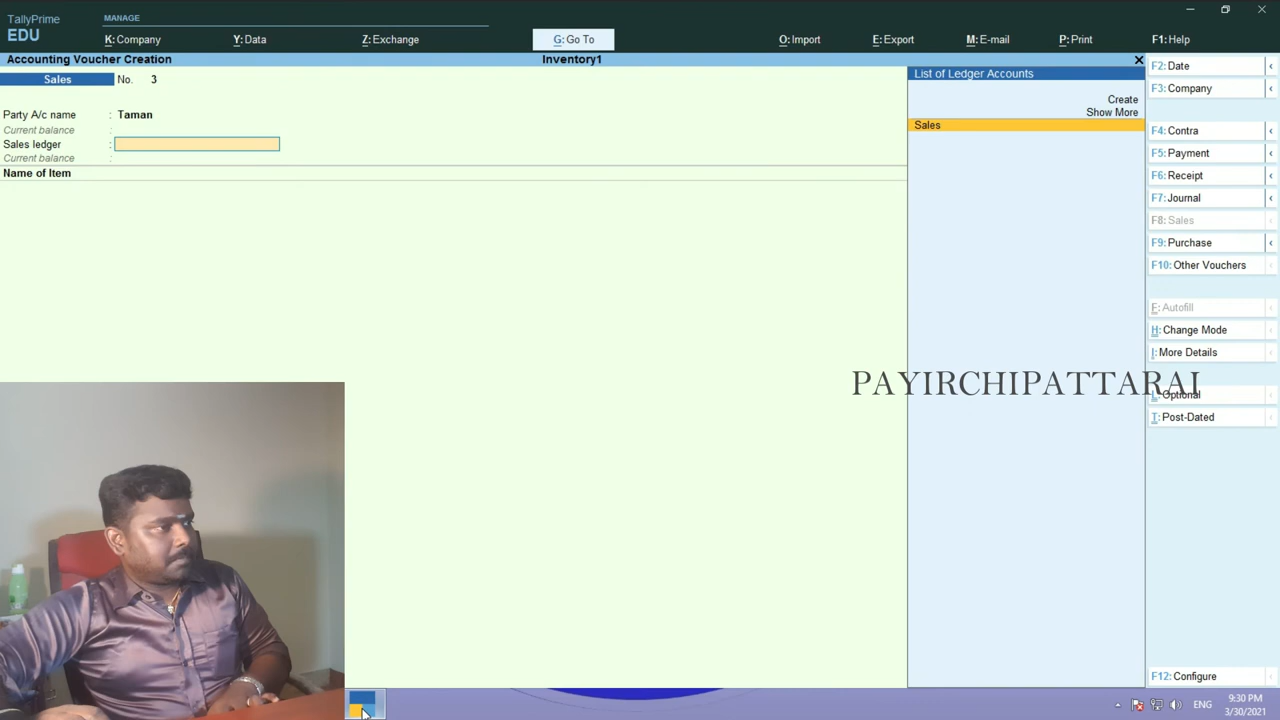 TallyPrime
EDU
MANAGE
K: Company
Y: Data
Z: Exchange
G: Go To
O: Import
E: Export
M: E-mail
P: Print
F1: Help
Accounting Voucher Creation
Inventory1
Sales No. 3
Party A/c name : Taman
Current balance :
Sales ledger :
Current balance :
Name of Item
List of Ledger Accounts
Create
Show More
Sales
F2: Date
F3: Company
F4: Contra
F5: Payment
F6: Receipt
F7: Journal
F8: Sales
F9: Purchase
F10: Other Vouchers
F: Autofill
H: Change Mode
I: More Details
L: Optional
T: Post-Dated
PAYIRCHIPATTARAI
F12: Configure
ENG
9:30 PM
3/30/2021